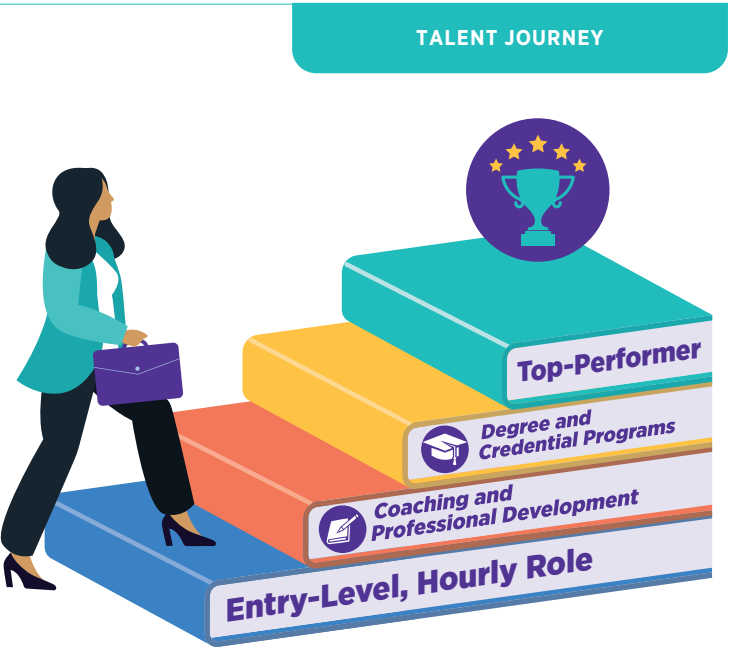 TALENT JOURNEY
Top-Performer
Degree and
Credential Programs
Coaching and
Professional Development
Entry-Level, Hourly Role